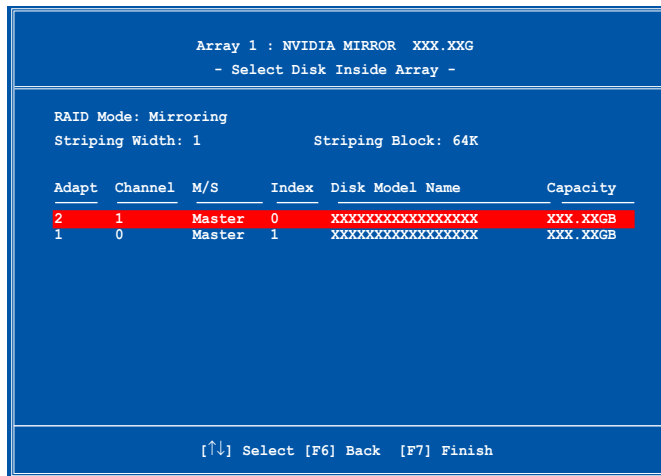 Array 1 : NVIDIA MIRROR XXX.XXG
- Select Disk Inside Array -
RAID Mode: Mirroring
Striping Width: 1 Striping Block: 64K
Adapt Channel M/S Index Disk Model Name Capacity
2 1 Master 0 XXXXXXXXXXXXXXXXX XXX.XXGB
1 0 Master 1 XXXXXXXXXXXXXXXXX XXX.XXGB
[↑↓] Select [F6] Back [F7] Finish